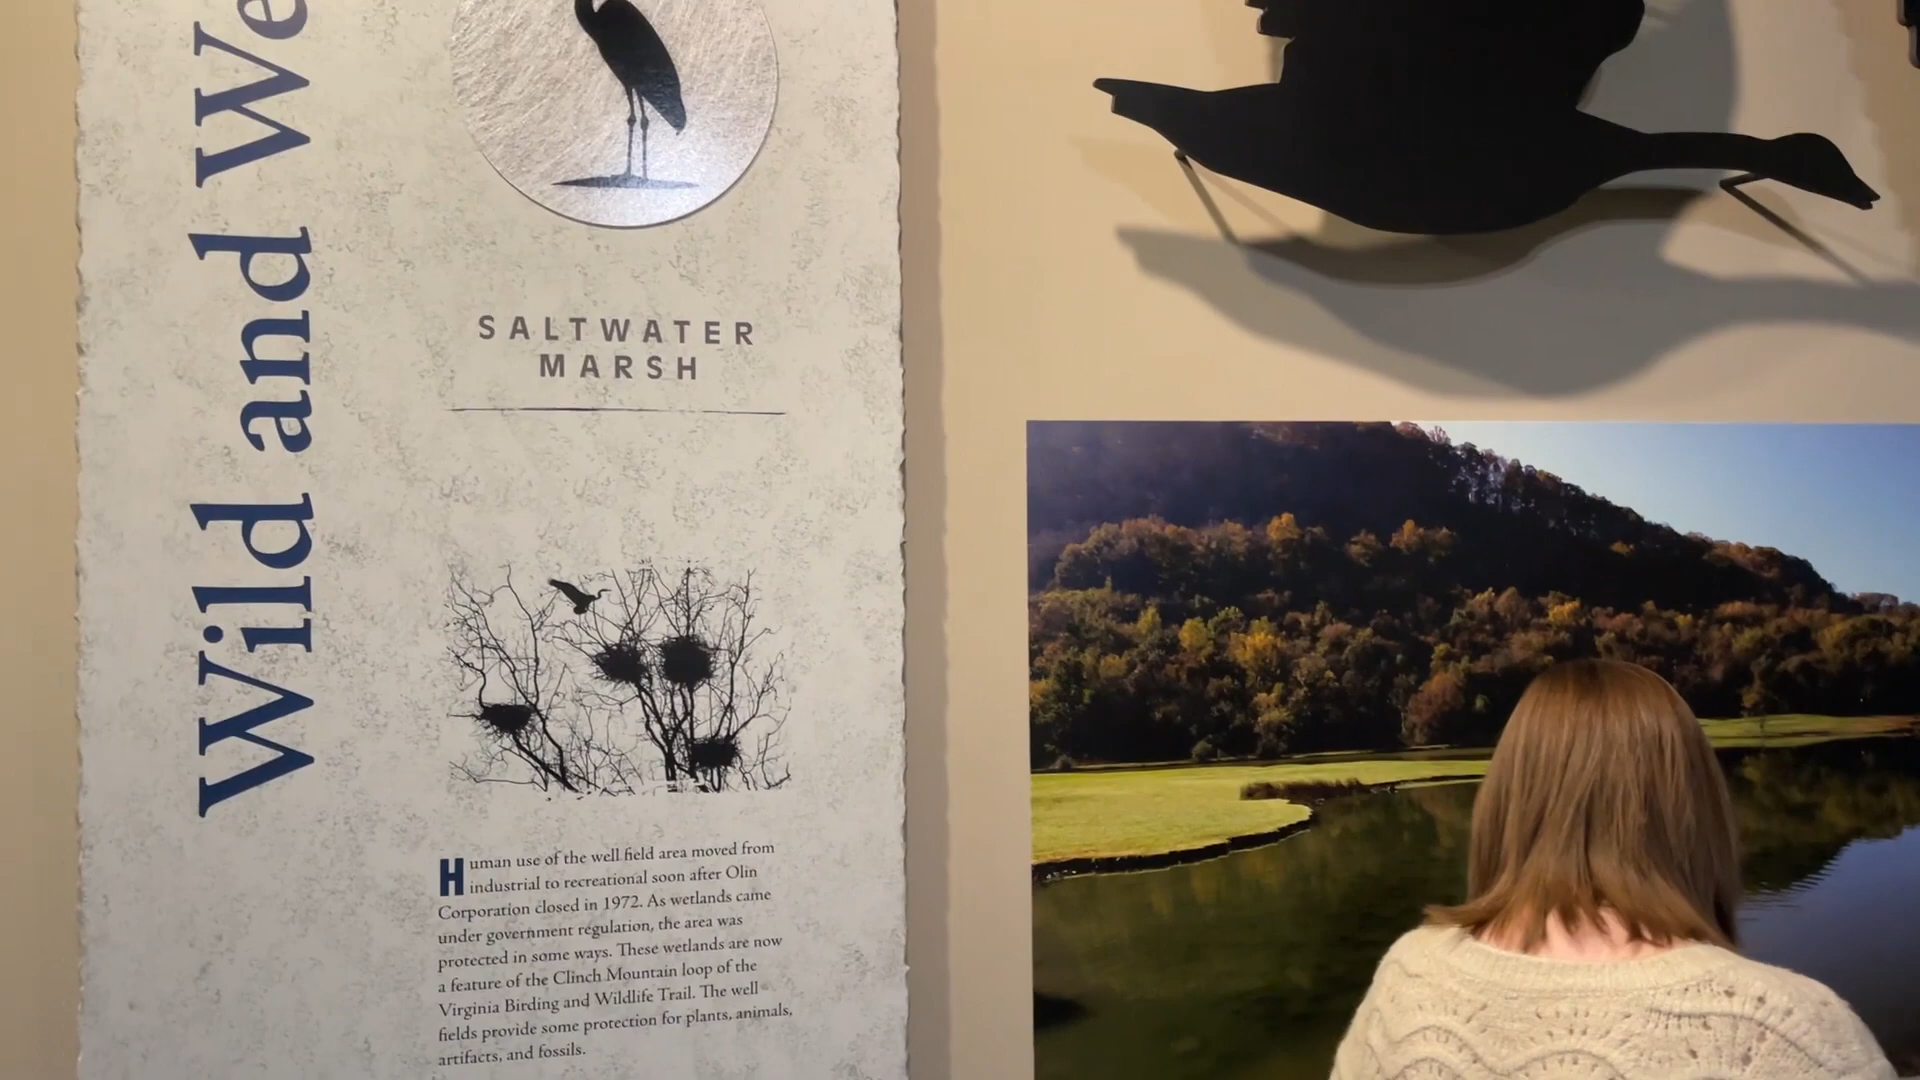 Wild and We
SALTWATER
MARSH
Human use of the well field area moved from
industrial to recreational soon after Olin
Corporation closed in 1972. As wetlands came
under government regulation, the area was
protected in some ways. These wetlands are now
a feature of the Clinch Mountain loop of the
Virginia Birding and Wildlife Trail. The well
fields provide some protection for plants, animals,
artifacts, and fossils.